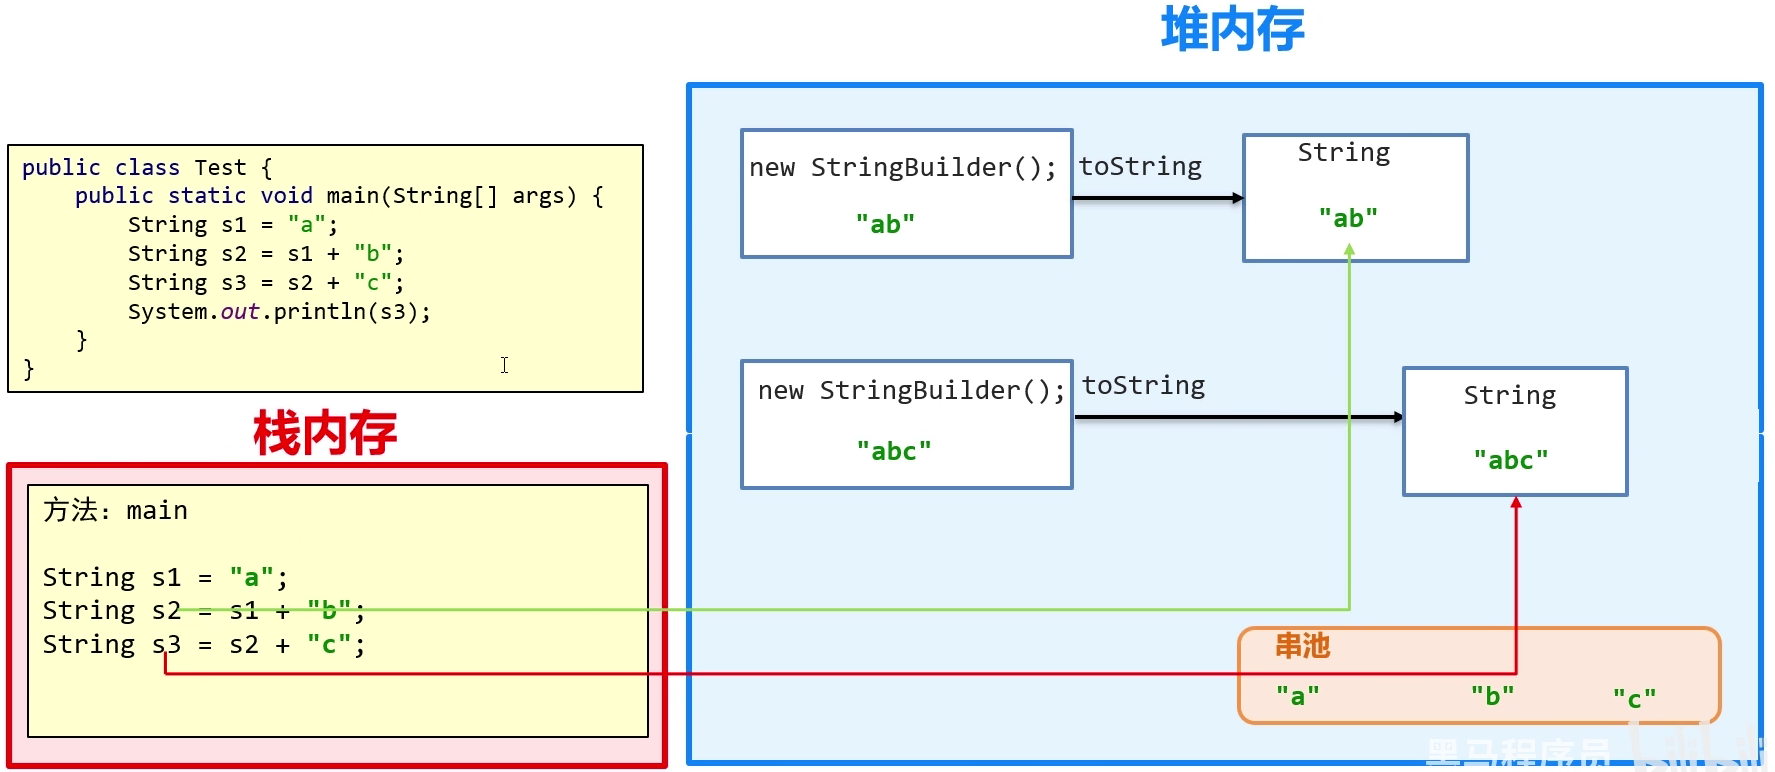 堆内存
public class Test {
public static void main(String[] args) {
String s1 = "a";
String s2 = s1 + "b";
String s3 = s2 + "c";
System.out.println(s3);
}
}
new StringBuilder();
"ab"
toString
String
"ab"
new StringBuilder();
"abc"
toString
String
"abc"
栈内存
方法：main
String s1 = "a";
String s2 = s1 + "b";
String s3 = s2 + "c";
串池
"a" "b" "c"
黑马程序员